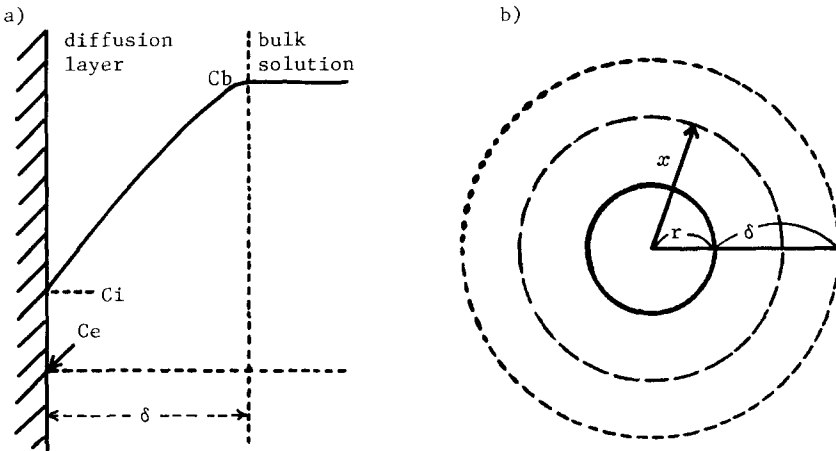 a)
diffusion layer
bulk solution
Cb
Ci
Ce
δ
b)
x
r
δ